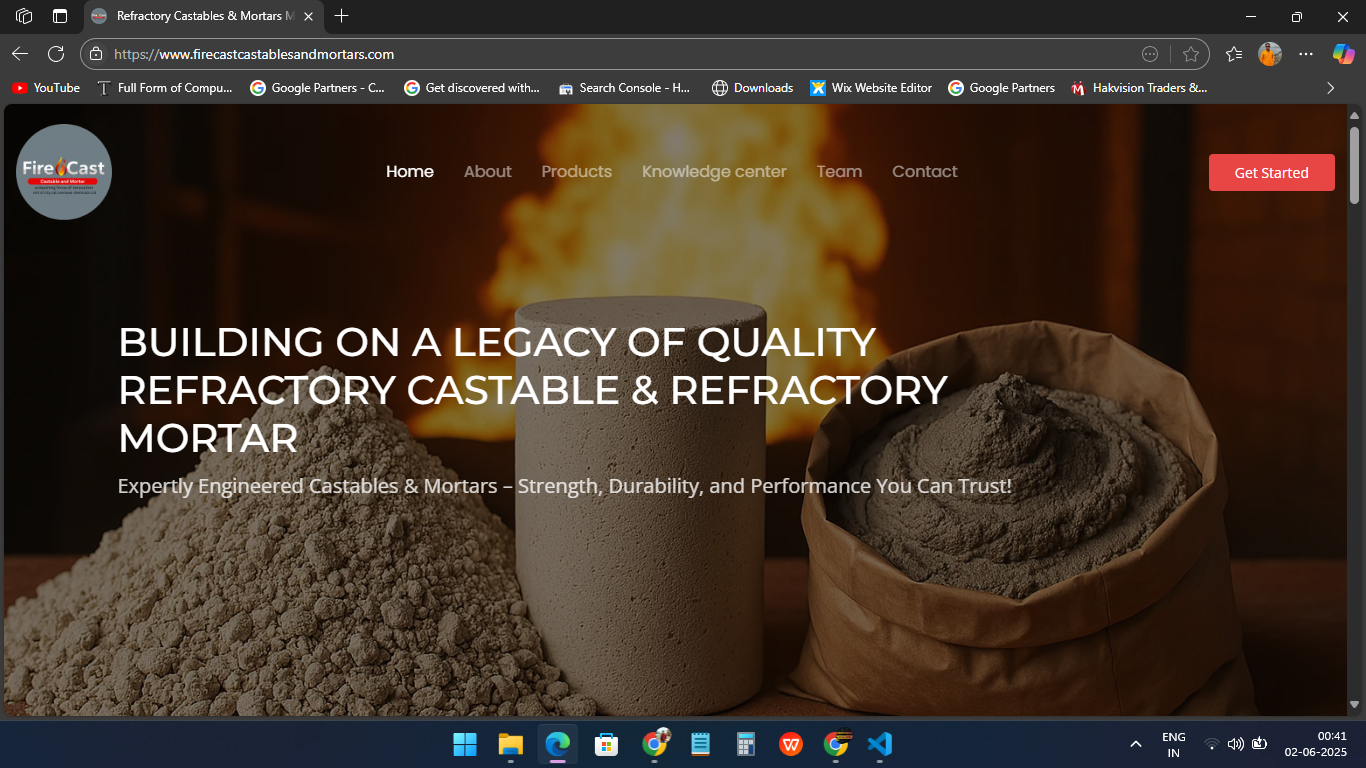 Refractory Castables & Mortars M
https://www.firecastcastablesandmortars.com
YouTube
Full Form of Compu...
Google Partners - C...
Get discovered with...
Search Console - H...
Downloads
Wix Website Editor
Google Partners
Hakvision Traders &...
Fire Cast
Castable and Mortar
Home
About
Products
Knowledge center
Team
Contact
Get Started
BUILDING ON A LEGACY OF QUALITY
REFRACTORY CASTABLE & REFRACTORY
MORTAR
Expertly Engineered Castables & Mortars – Strength, Durability, and Performance You Can Trust!
ENG
IN
00:41
02-06-2025